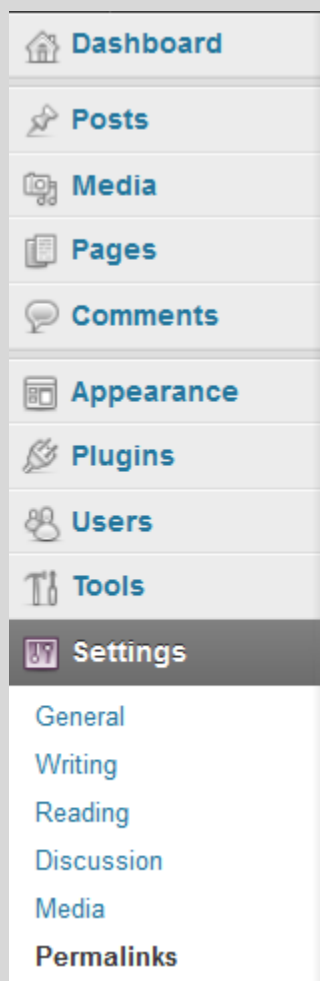 Dashboard
Posts
Media
Pages
Comments
Appearance
Plugins
Users
Tools
Settings
General
Writing
Reading
Discussion
Media
Permalinks